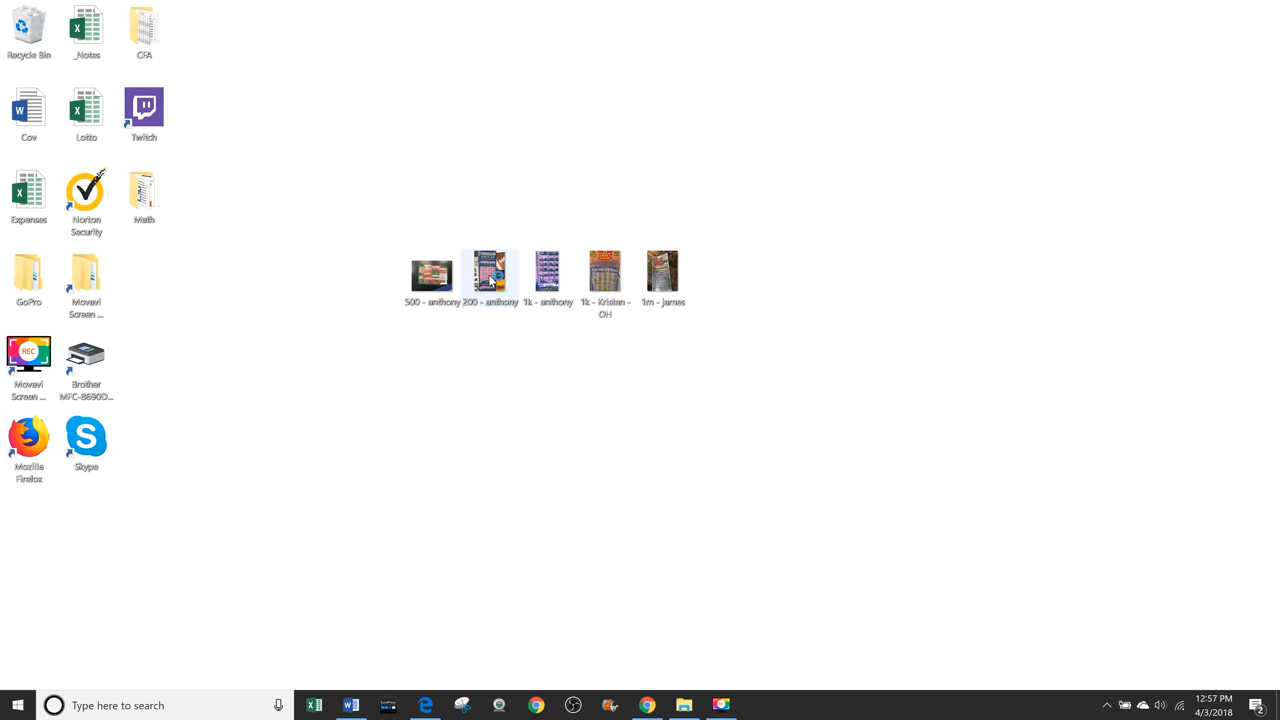 Recycle Bin
_Notes
CFA
Cov
Lotto
Twitch
Expenses
Norton
Security
Math
GoPro
Movavi
Screen ...
500 - anthony
200 - anthony
1k - anthony
1k - Kristen -
OH
1m - james
REC
Movavi
Screen ...
Brother
MFC-8690D...
Mozilla
Firefox
Skype
Type here to search
12:57 PM
4/3/2018
2